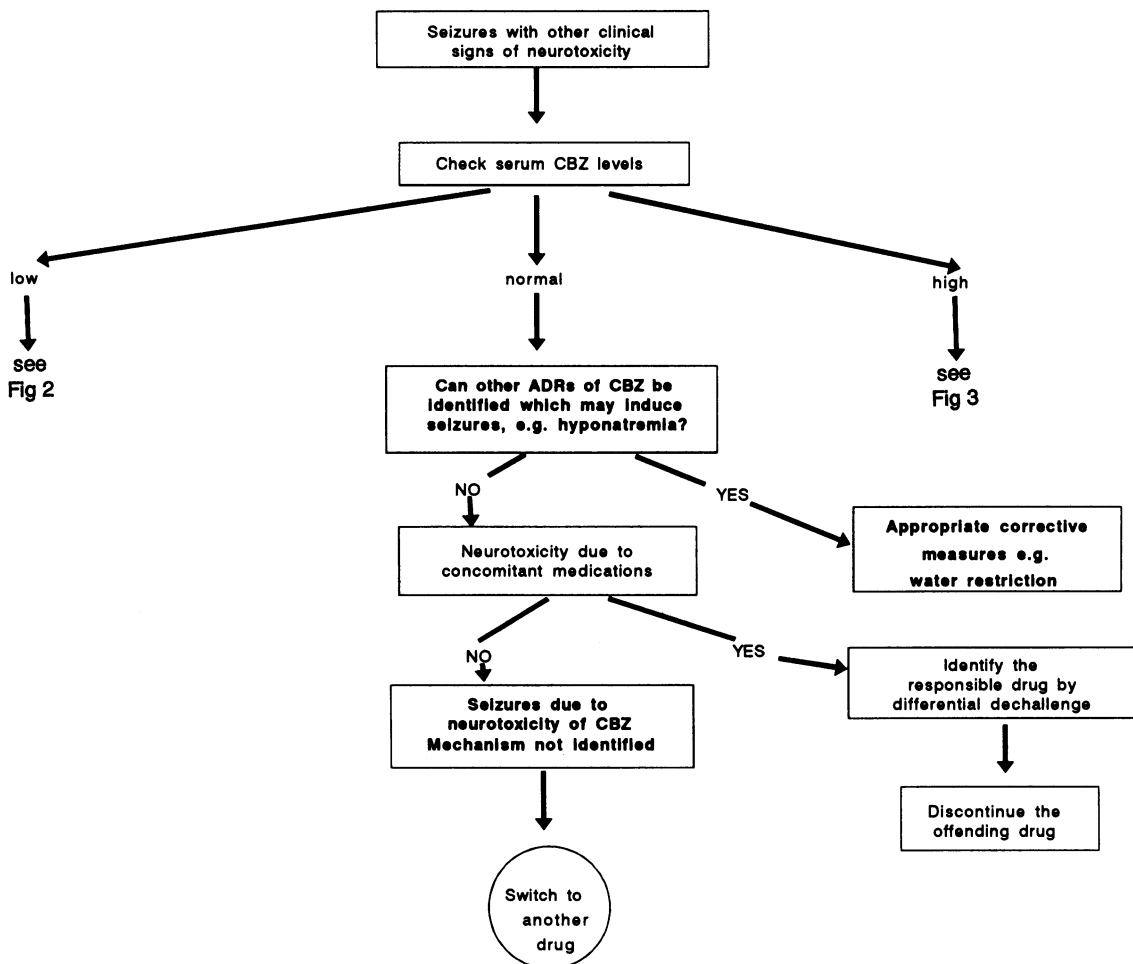 Seizures with other clinical
signs of neurotoxicity
Check serum CBZ levels
low
normal
high
see
Fig 2
see
Fig 3
Can other ADRs of CBZ be
identified which may induce
seizures, e.g. hyponatremia?
NO
YES
Neurotoxicity due to
concomitant medications
Appropriate corrective
measures e.g.
water restriction
NO
YES
Seizures due to
neurotoxicity of CBZ
Mechanism not identified
Identify the
responsible drug by
differential dechallenge
Discontinue the
offending drug
Switch to
another
drug